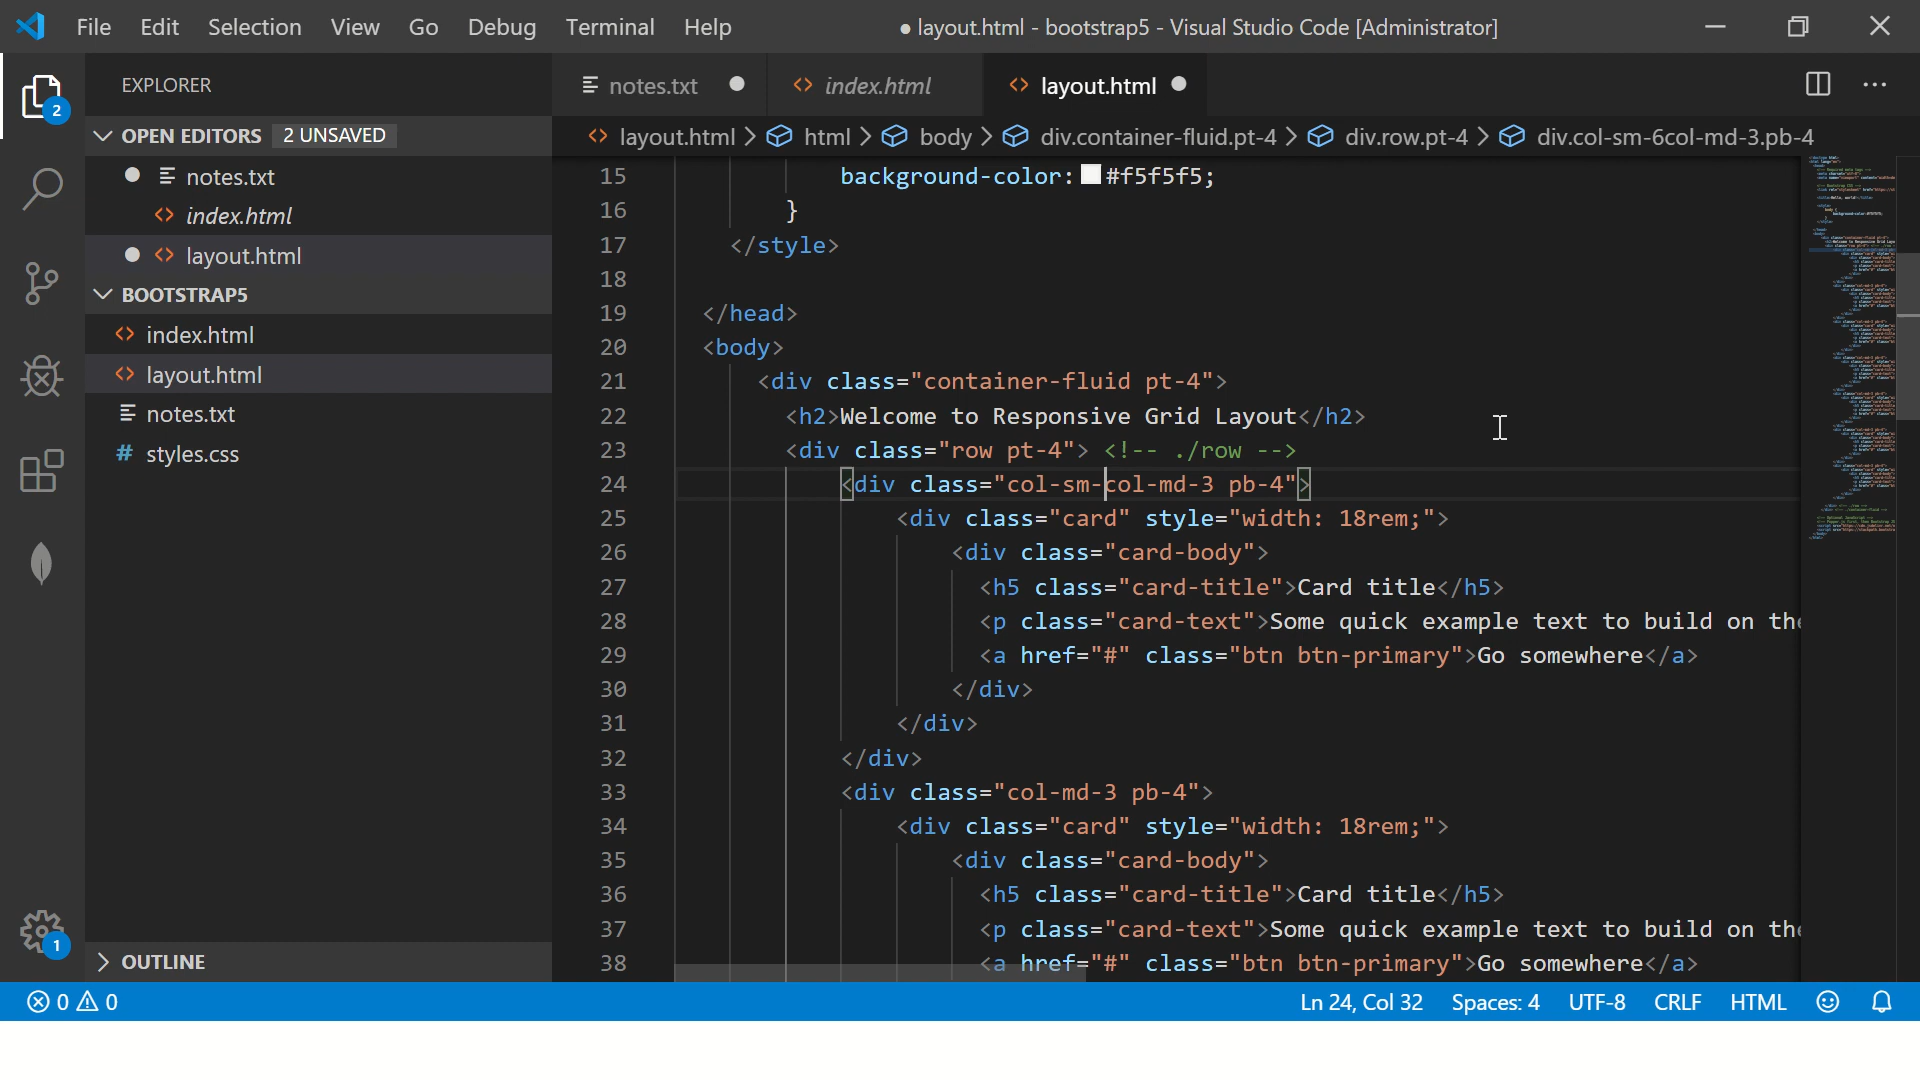 File Edit Selection View Go Debug Terminal Help
● layout.html - bootstrap5 - Visual Studio Code [Administrator]
2
EXPLORER
OPEN EDITORS 2 UNSAVED
notes.txt
index.html
layout.html
BOOTSTRAP5
index.html
layout.html
notes.txt
# styles.css
OUTLINE
1
notes.txt
index.html
layout.html
layout.html > html > body > div.container-fluid.pt-4 > div.row.pt-4 > div.col-sm-6col-md-3.pb-4
15 background-color: #f5f5f5;
16 }
17 </style>
18
19 </head>
20 <body>
21 <div class="container-fluid pt-4">
22 <h2>Welcome to Responsive Grid Layout</h2>
23 <div class="row pt-4"> <!-- ./row -->
24 <div class="col-sm-col-md-3 pb-4">
25 <div class="card" style="width: 18rem;">
26 <div class="card-body">
27 <h5 class="card-title">Card title</h5>
28 <p class="card-text">Some quick example text to build on the
29 <a href="#" class="btn btn-primary">Go somewhere</a>
30 </div>
31 </div>
32 </div>
33 <div class="col-md-3 pb-4">
34 <div class="card" style="width: 18rem;">
35 <div class="card-body">
36 <h5 class="card-title">Card title</h5>
37 <p class="card-text">Some quick example text to build on the
38 <a href="#" class="btn btn-primary">Go somewhere</a>
0 0
Ln 24, Col 32 Spaces: 4 UTF-8 CRLF HTML